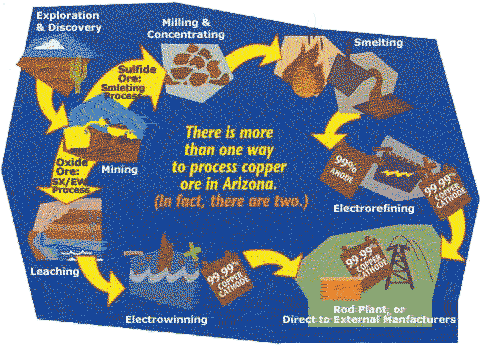 Exploration
& Discovery
Milling &
Concentrating
Smelting
Sulfide
Ore:
Smleting
Process
Mining
Oxide
Ore:
SX/EW
Process
There is more
than one way
to process copper
ore in Arizona.
(In fact, there are two.)
99%
ANODE
99.99%
COPPER
CATHODE
Electrorefining
Leaching
99.99%
COPPER
CATHODE
Electrowinning
99.99%
COPPER
CATHODE
Rod Plant, or
Direct to External Manfacturers